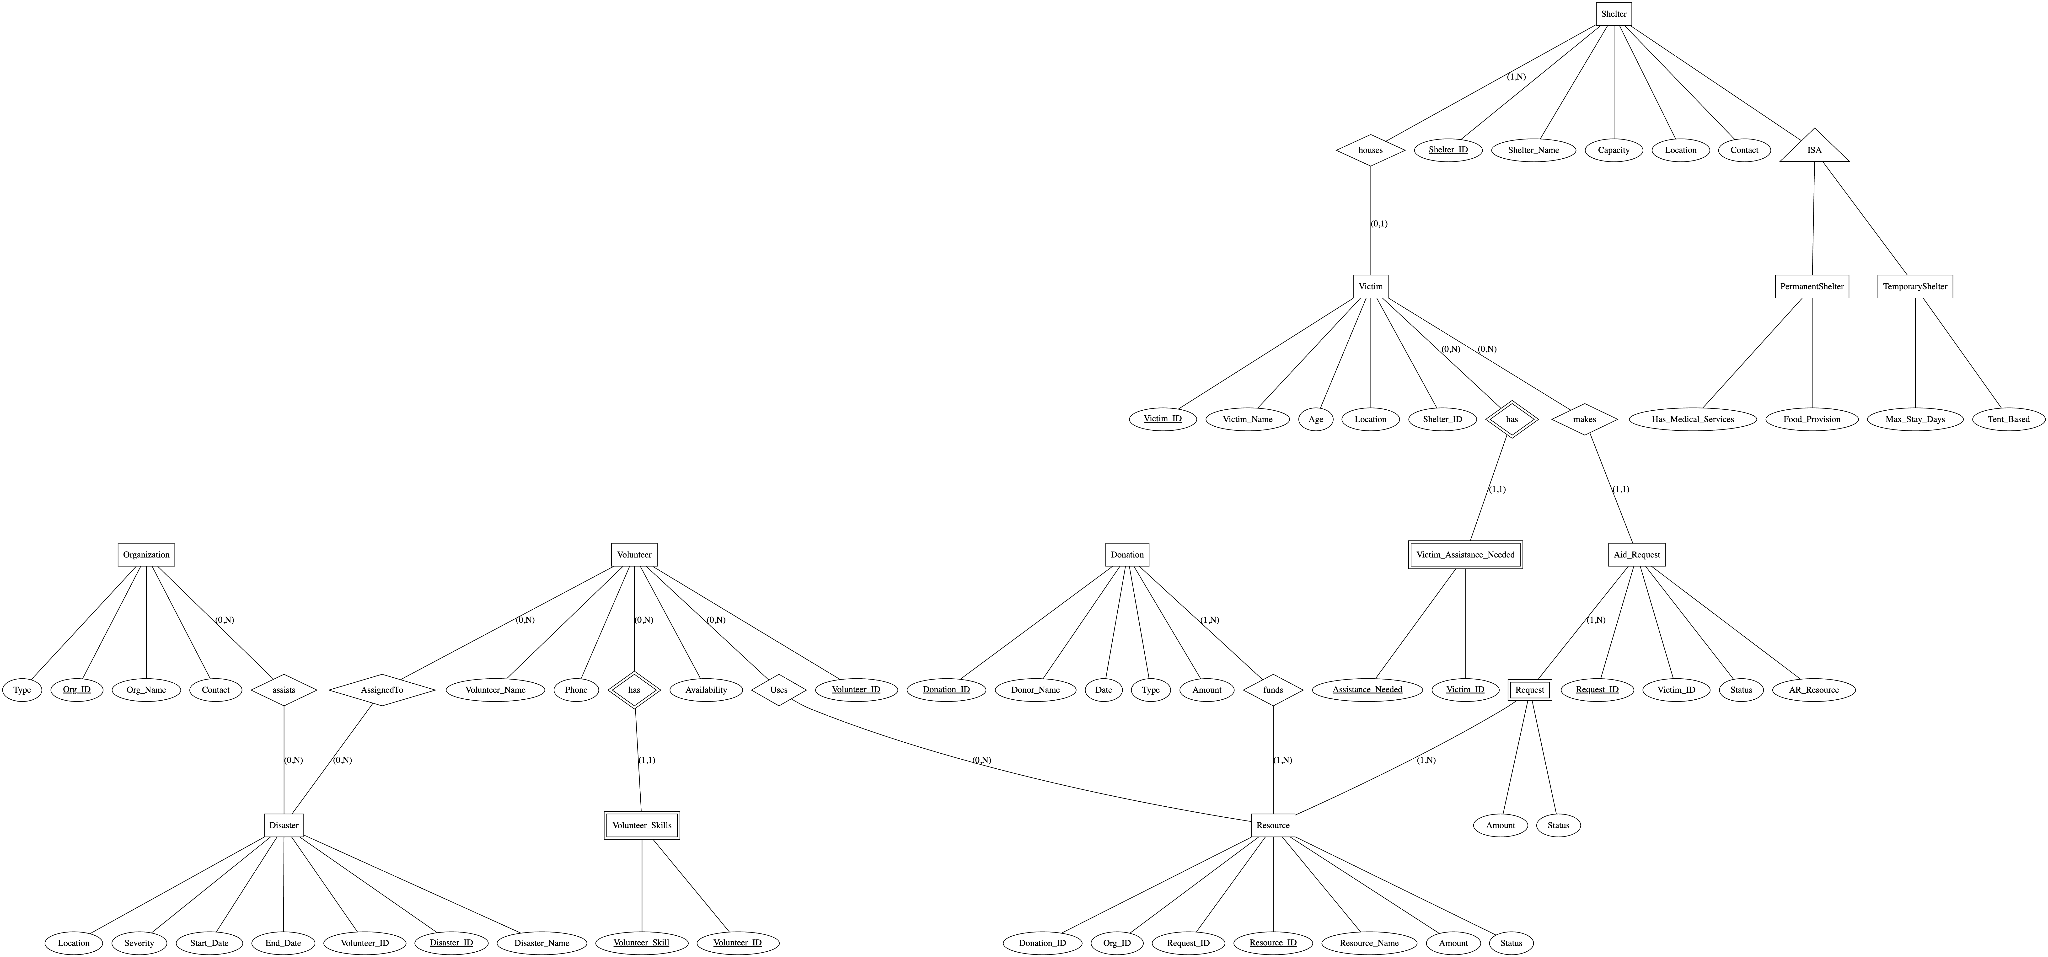 Shelter
(1,N)
houses
Shelter_ID
Shelter_Name
Capacity
Location
Contact
ISA
(0,1)
Victim
PermanentShelter
TemporaryShelter
(0,N)
(0,N)
Victim_ID
Victim_Name
Age
Location
Shelter_ID
has
makes
Has_Medical_Services
Food_Provision
Max_Stay_Days
Tent_Based
(1,1)
(1,1)
Organization
Volunteer
Donation
Victim_Assistance_Needed
Aid_Request
(0,N)
(0,N)
(0,N)
(0,N)
(1,N)
(1,N)
Type
Org_ID
Org_Name
Contact
assists
AssignedTo
Volunteer_Name
Phone
has
Availability
Uses
Volunteer_ID
Donation_ID
Donor_Name
Date
Type
Amount
funds
Assistance_Needed
Victim_ID
Request
Request_ID
Victim_ID
Status
AR_Resource
(0,N)
(0,N)
(1,1)
(0,N)
(1,N)
(1,N)
Disaster
Volunteer_Skills
Resource
Amount
Status
Location
Severity
Start_Date
End_Date
Volunteer_ID
Disaster_ID
Disaster_Name
Volunteer_Skill
Volunteer_ID
Donation_ID
Org_ID
Request_ID
Resource_ID
Resource_Name
Amount
Status